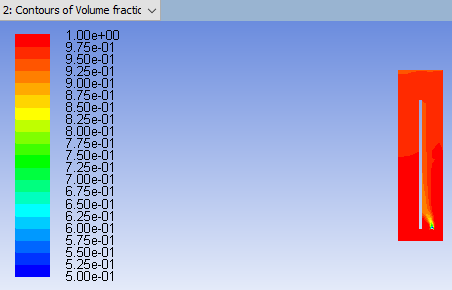 2: Contours of Volume fractic
1.00e+00
9.75e-01
9.50e-01
9.25e-01
9.00e-01
8.75e-01
8.50e-01
8.25e-01
8.00e-01
7.75e-01
7.50e-01
7.25e-01
7.00e-01
6.75e-01
6.50e-01
6.25e-01
6.00e-01
5.75e-01
5.50e-01
5.25e-01
5.00e-01